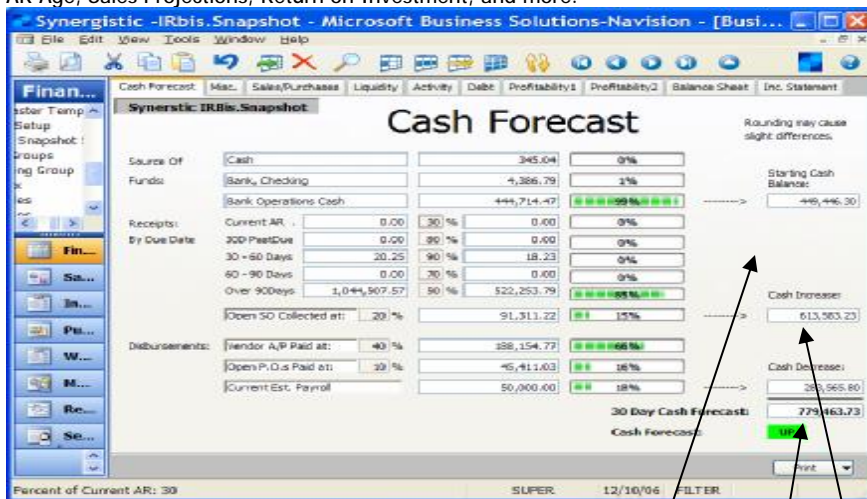 AR Age, Sales Projections, Return on Investment, and more.
Synergistic -IRbis.Snapshot - Microsoft Business Solutions-Navision - [Busi...
File Edit View Tools Window Help
Finan...
Cash Forecast Misc. Sales/Purchases Liquidity Activity Debt Profitability1 Profitability2 Balance Sheet Inc. Statement
Synerstic IRBis.Snapshot
Cash Forecast
Rounding may cause
slight differences.
Setup
Snapshot
roups
ng Group
Source Of Cash 345.04 0%
Funds: Bank, Checking 4,386.79 1%
Starting Cash
Balance:
Bank Operations Cash 444,714.47 99% -------> 449,446.30
Receipts: Current AR . 0.00 30 % 0.00 0%
By Due Date 30D PastDue 0.00 80 % 0.00 0%
30 - 60 Days 20.25 90 % 18.23 0%
60 - 90 Days 0.00 70 % 0.00 0%
Over 90Days 1,044,507.57 50 % 522,253.79 85%
Cash Increase:
Open SO Collected at: 20 % 91,311.22 15% -------> 613,583.23
Disbursements: Vendor A/P Paid at: 40 % 188,154.77 66%
Open P.O.s Paid at: % 45,411.03 16%
Cash Decrease:
Current Est. Payroll 50,000.00 18% -------> 283,565.80
30 Day Cash Forecast: 779,463.73
Cash Forecast: UP
Fin...
Sa...
In...
Pu...
W...
M...
Re...
Se...
Print
Percent of Current AR: 30 SUPER 12/10/06 FILTER